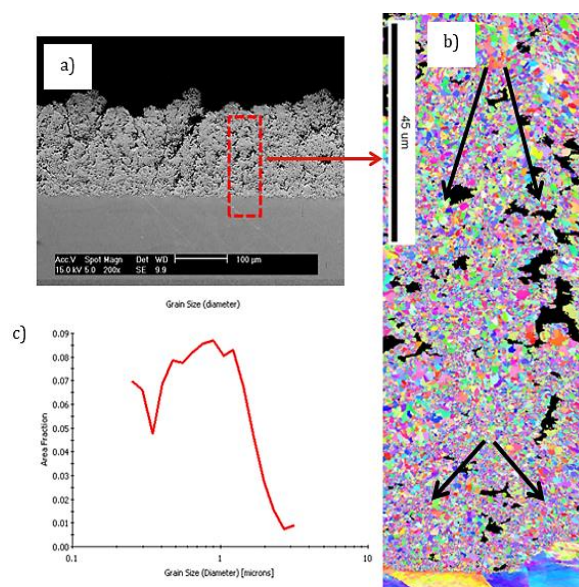 a)
Acc.V Spot Magn Det WD
15.0 kV 5.0 200x SE 9.9
100 µm
b)
45 um
Grain Size (diameter)
c)
0.09
0.08
0.07
0.06
0.05
0.04
0.03
0.02
0.01
0.00
Area Fraction
0.1
1
10
Grain Size (Diameter) [microns]